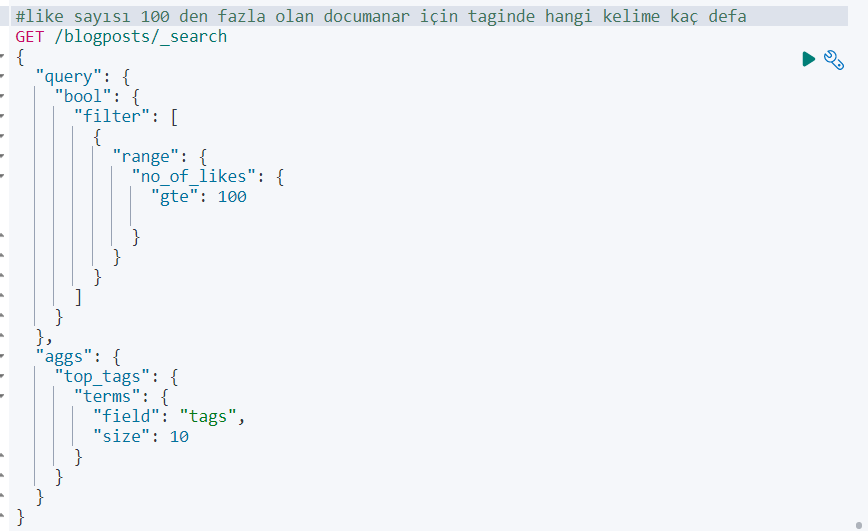 #like sayısı 100 den fazla olan documanar için taginde hangi kelime kaç defa
GET /blogposts/_search
{
  "query": {
    "bool": {
      "filter": [
        {
          "range": {
            "no_of_likes": {
              "gte": 100
            }
          }
        }
      ]
    }
  },
  "aggs": {
    "top_tags": {
      "terms": {
        "field": "tags",
        "size": 10
      }
    }
  }
}